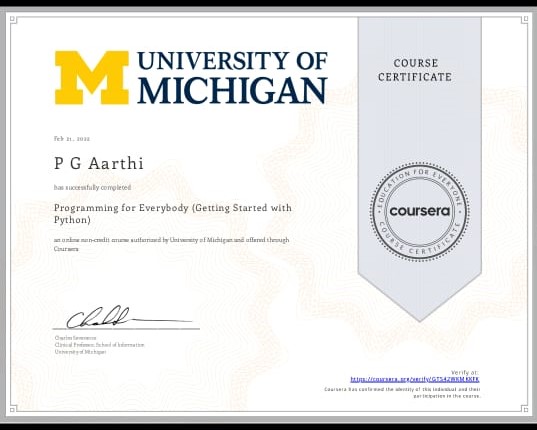 M UNIVERSITY OF
MICHIGAN
COURSE
CERTIFICATE
Feb 21, 2022
P G Aarthi
has successfully completed
Programming for Everybody (Getting Started with
Python)
an online non-credit course authorized by University of Michigan and offered through
Coursera
EDUCATION FOR EVERYONE
coursera
COURSE CERTIFICATE
Charles Severance
Clinical Professor, School of Information
University of Michigan
Verify at:
https://coursera.org/verify/
Coursera has confirmed the identity of this individual and their
participation in the course.